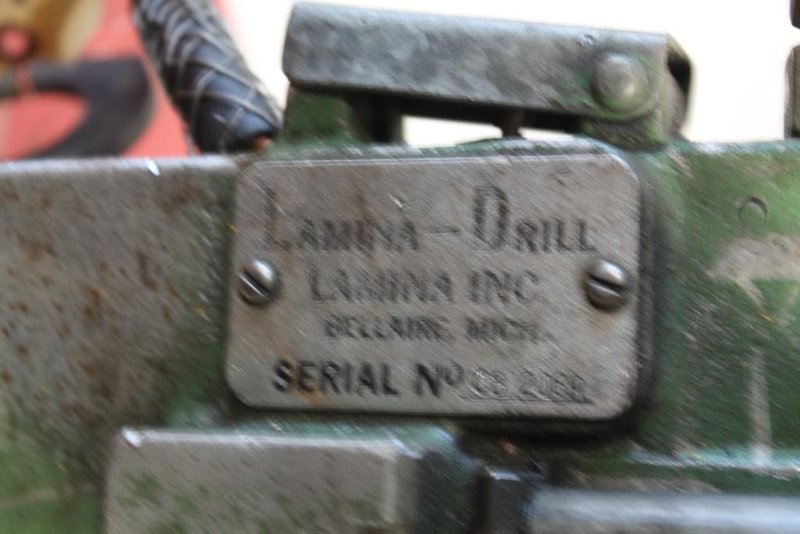 LAMINA-DRILL
LAMINA INC.
BELLAIRE, MICH.
SERIAL No